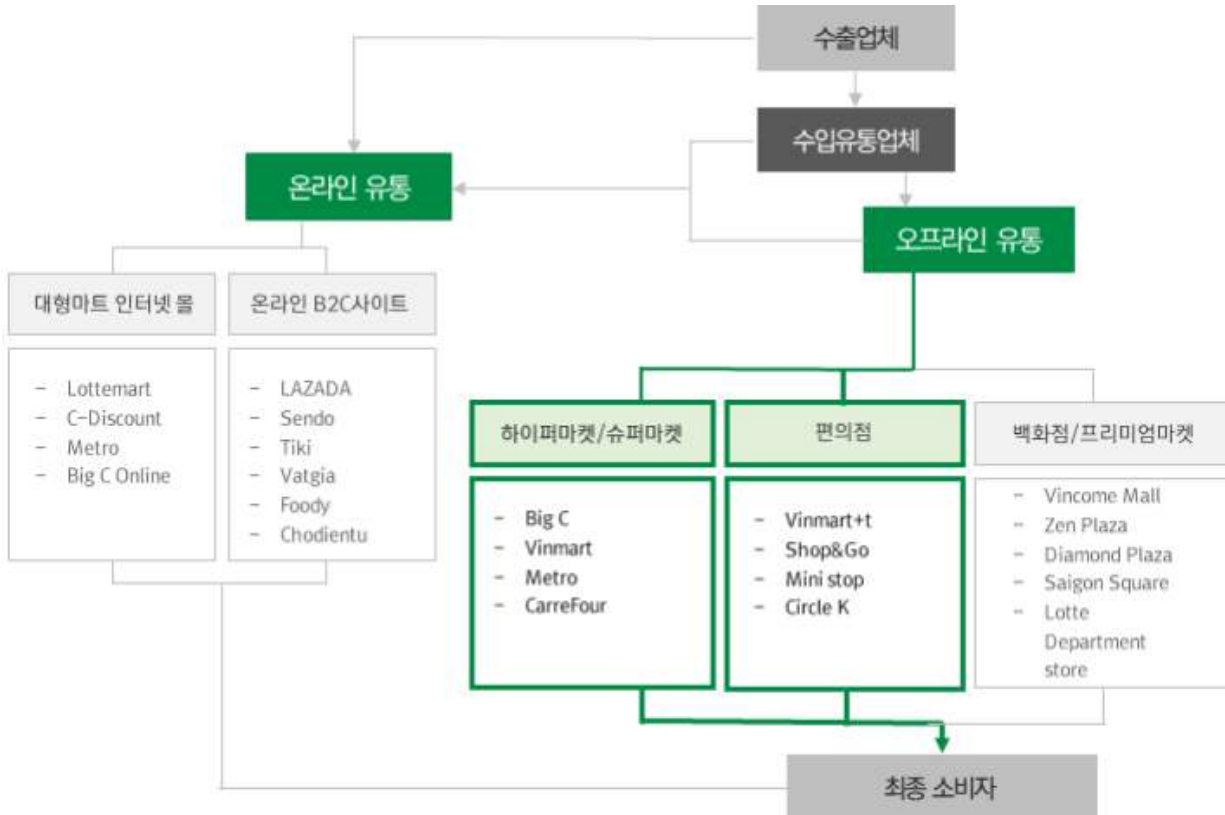 수출업체
수입유통업체
온라인 유통
오프라인 유통
대형마트 인터넷 몰
- Lottemart
- C-Discount
- Metro
- Big C Online
온라인 B2C사이트
- LAZADA
- Sendo
- Tiki
- Vatgia
- Foody
- Chodientu
하이퍼마켓/슈퍼마켓
- Big C
- Vinmart
- Metro
- CarreFour
편의점
- Vinmart+t
- Shop&Go
- Mini stop
- Circle K
백화점/프리미엄마켓
- Vincome Mall
- Zen Plaza
- Diamond Plaza
- Saigon Square
- Lotte
Department
store
최종 소비자